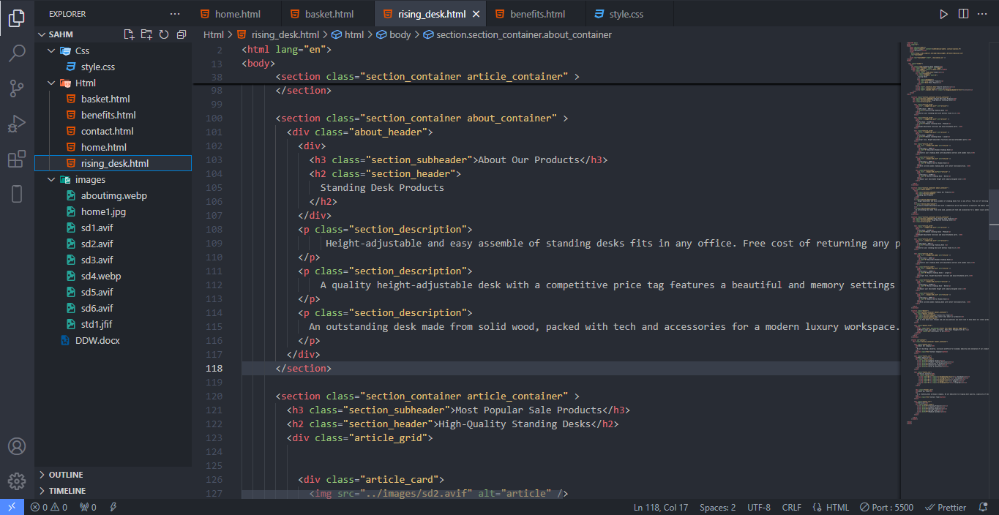 EXPLORER
home.html
basket.html
rising_desk.html
benefits.html
style.css
SAHM
Html > rising_desk.html > html > body > section.section_container.about_container
Css
style.css
Html
basket.html
benefits.html
contact.html
home.html
rising_desk.html
images
aboutimg.webp
home1.jpg
sd1.avif
sd2.avif
sd3.avif
sd4.webp
sd5.avif
sd6.avif
std1.jfif
DDW.docx
OUTLINE
TIMELINE
2 <html lang="en">
13 <body>
38 <section class="section_container article_container" >
98 </section>
99
100 <section class="section_container about_container" >
101 <div class="about_header">
102 <div>
103 <h3 class="section_subheader">About Our Products</h3>
104 <h2 class="section_header">
105 Standing Desk Products
106 </h2>
107 </div>
108 <p class="section_description">
109 Height-adjustable and easy assemble of standing desks fits in any office. Free cost of returning any p
110 </p>
111 <p class="section_description">
112 A quality height-adjustable desk with a competitive price tag features a beautiful and memory settings
113 </p>
114 <p class="section_description">
115 An outstanding desk made from solid wood, packed with tech and accessories for a modern luxury workspace.
116 </p>
117 </div>
118 </section>
119
120 <section class="section_container article_container" >
121 <h3 class="section_subheader">Most Popular Sale Products</h3>
122 <h2 class="section_header">High-Quality Standing Desks</h2>
123 <div class="article_grid">
124
125
126 <div class="article_card">
127 <img src="../images/sd2.avif" alt="article" />
0 0 0 Ln 118, Col 17 Spaces: 2 UTF-8 CRLF HTML Port : 5500 Prettier